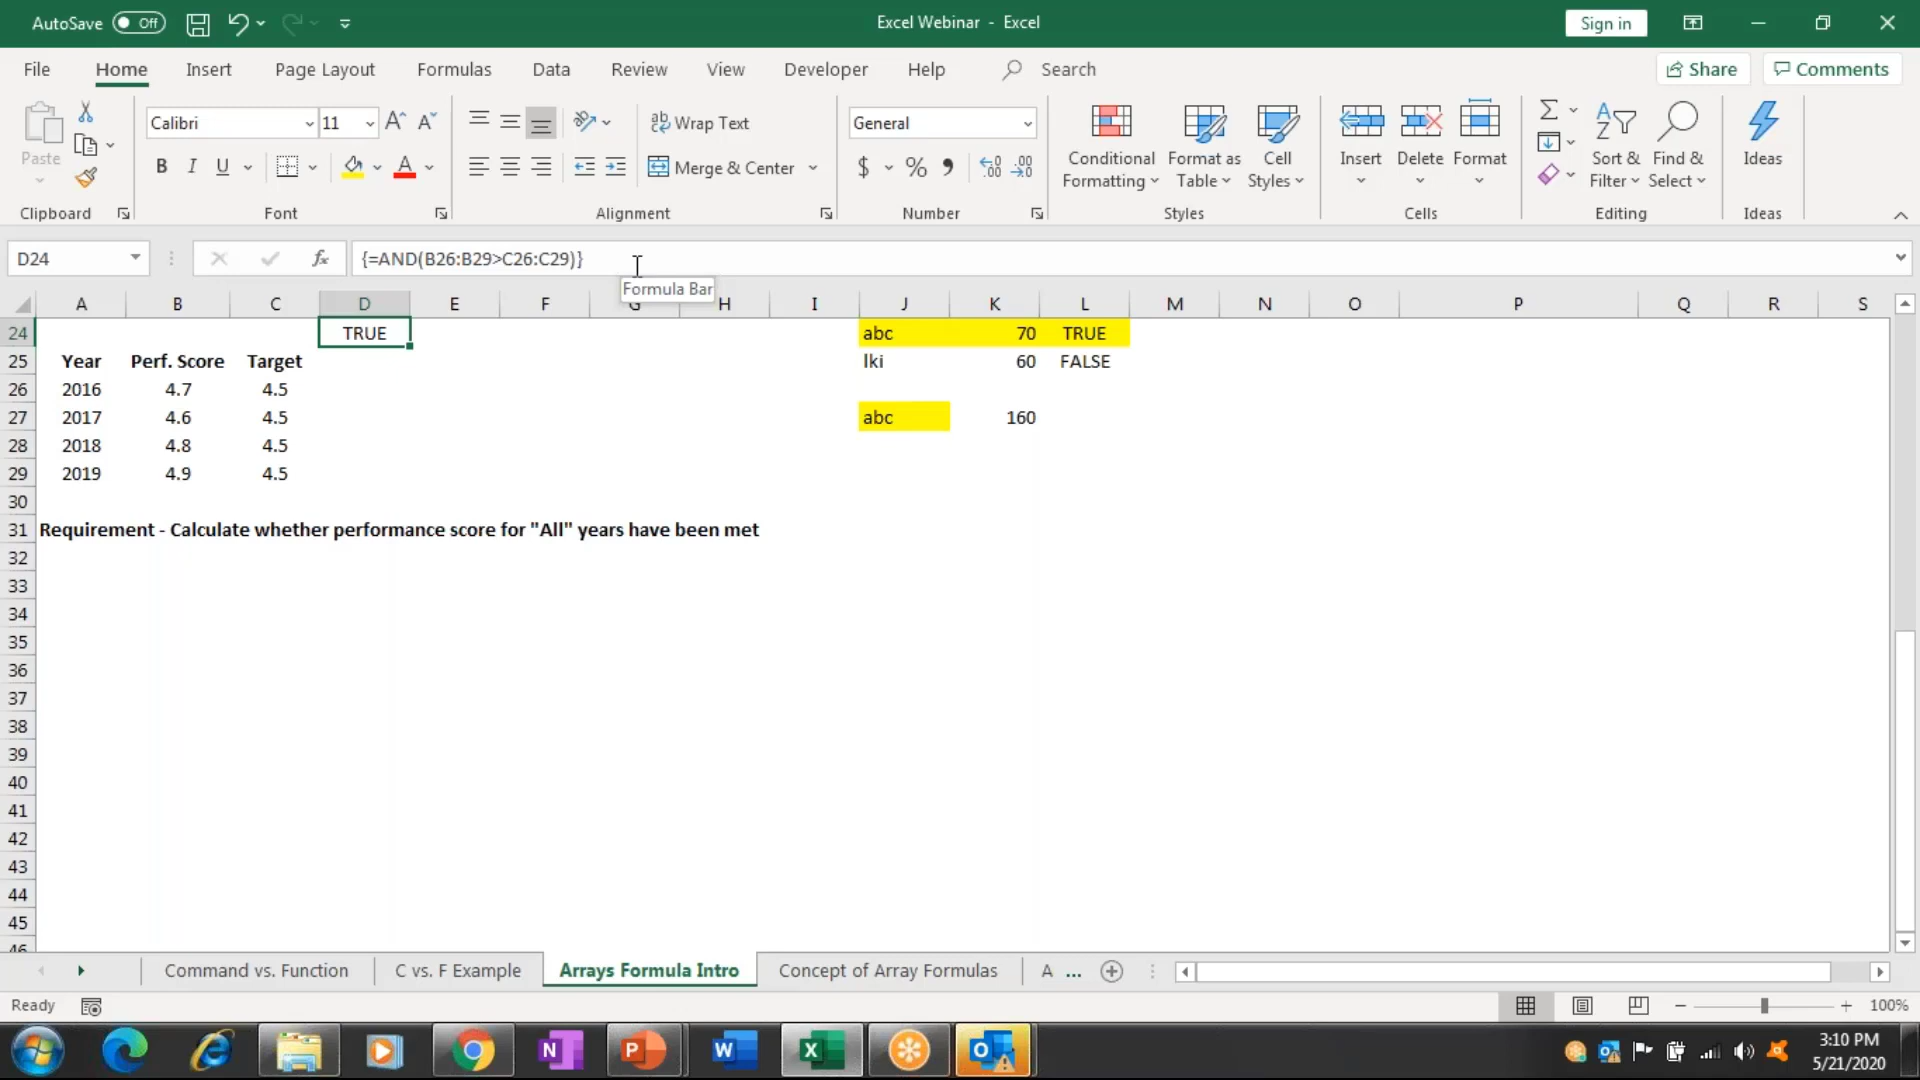 AutoSave Off Excel Webinar - Excel Sign in
File Home Insert Page Layout Formulas Data Review View Developer Help Search Share Comments
Paste
Clipboard
Calibri 11
B I U
Font
Wrap Text
Merge & Center
Alignment
General
$ % ,
Number
Conditional
Formatting
Format as
Table
Cell
Styles
Styles
Insert
Delete
Format
Cells
Sort &
Filter
Find &
Select
Editing
Ideas
Ideas
D24 fx {=AND(B26:B29>C26:C29)}
Formula Bar
A B C D E F G H I J K L M N O P Q R S
24 TRUE abc 70 TRUE
25 Year Perf. Score Target lki 60 FALSE
26 2016 4.7 4.5
27 2017 4.6 4.5 abc 160
28 2018 4.8 4.5
29 2019 4.9 4.5
30
31 Requirement - Calculate whether performance score for "All" years have been met
32
33
34
35
36
37
38
39
40
41
42
43
44
45
46
Command vs. Function C vs. F Example Arrays Formula Intro Concept of Array Formulas A ...
Ready 100%
3:10 PM
5/21/2020